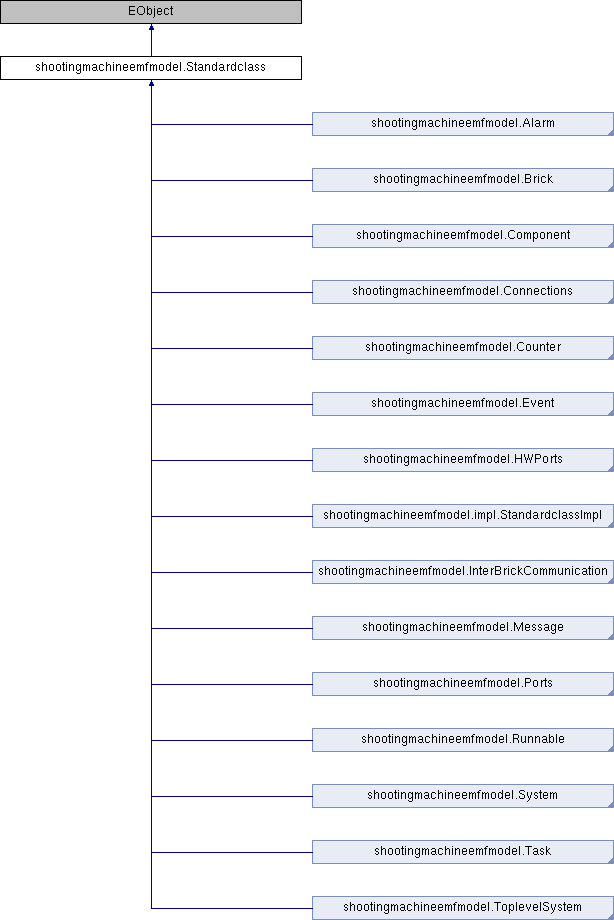 EObject
shootingmachineemfmodel.Standardclass
shootingmachineemfmodel.Alarm
shootingmachineemfmodel.Brick
shootingmachineemfmodel.Component
shootingmachineemfmodel.Connections
shootingmachineemfmodel.Counter
shootingmachineemfmodel.Event
shootingmachineemfmodel.HWPorts
shootingmachineemfmodel.impl.StandardclassImpl
shootingmachineemfmodel.InterBrickCommunication
shootingmachineemfmodel.Message
shootingmachineemfmodel.Ports
shootingmachineemfmodel.Runnable
shootingmachineemfmodel.System
shootingmachineemfmodel.Task
shootingmachineemfmodel.ToplevelSystem